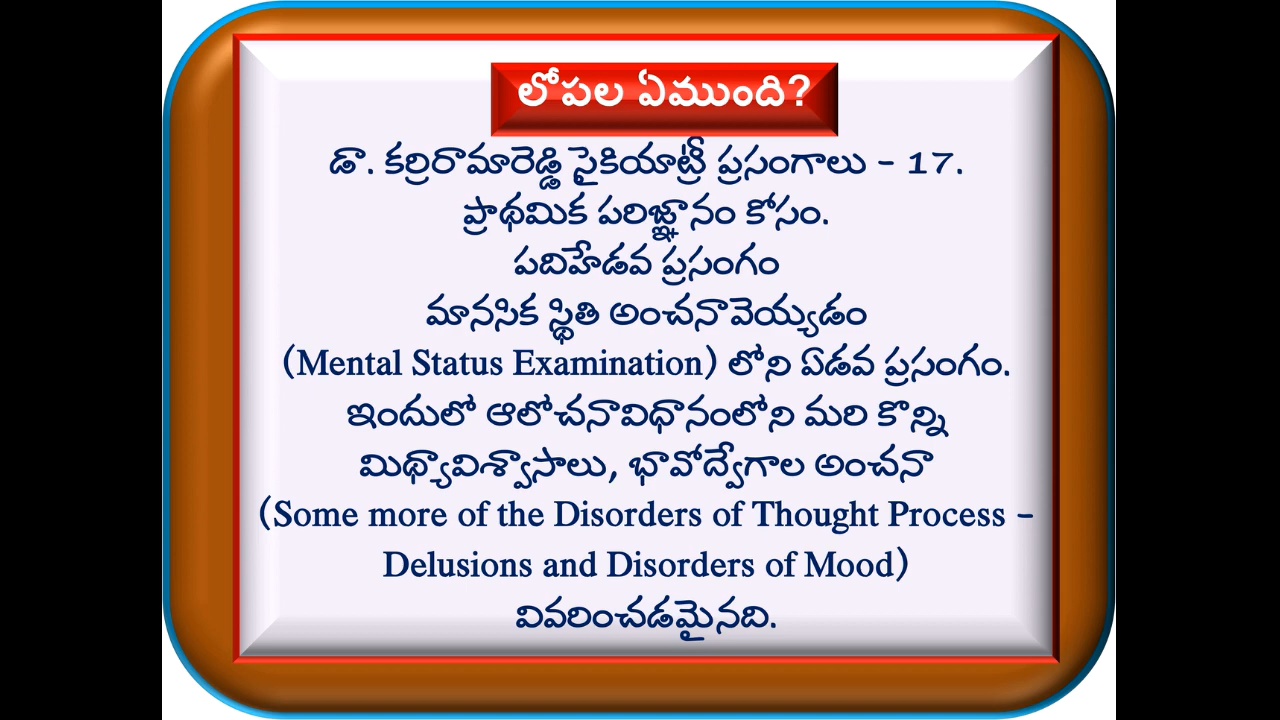 లోపల ఏముంది?
డా. కర్రిరామారెడ్డి సైకియాట్రీ ప్రసంగాలు – 17.
ప్రాథమిక పరిజ్ఞానం కోసం.
పదిహేడవ ప్రసంగం
మానసిక స్థితి అంచనావెయ్యడం
(Mental Status Examination) లోని ఏడవ ప్రసంగం.
ఇందులో ఆలోచనావిధానంలోని మరి కొన్ని
మిథ్యావిశ్వాసాలు, భావోద్వేగాల అంచనా
(Some more of the Disorders of Thought Process –
Delusions and Disorders of Mood)
వివరించడమైనది.